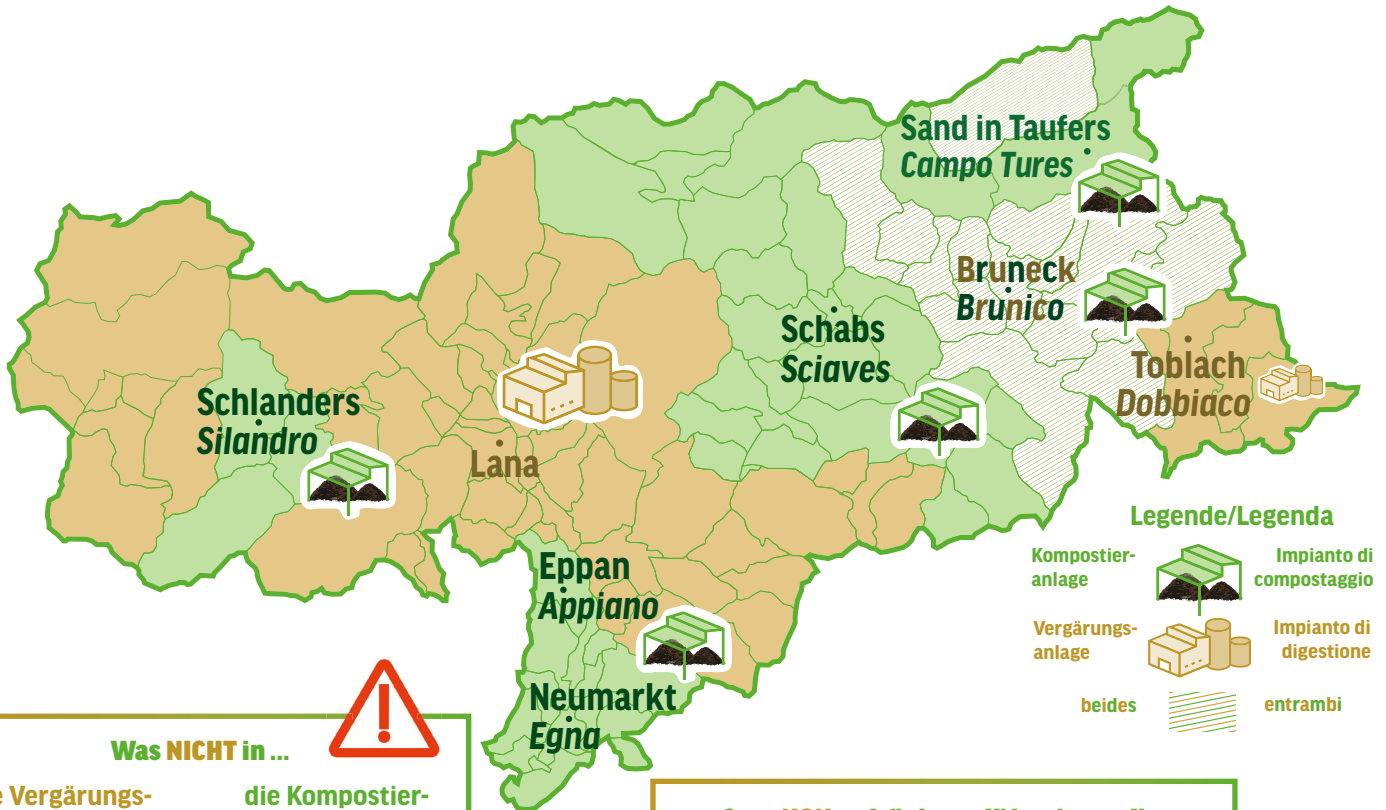 Sand in Taufers
Campo Tures
Bruneck
Brunico
Schabs
Sciaves
Toblach
Dobbiaco
Schlanders
Silandro
Lana
Eppan
Appiano
Neumarkt
Egna
Legende/Legenda
Kompostier-
anlage
Impianto di
compostaggio
Vergärungs-
anlage
Impianto di
digestione
beides
entrambi
Was NICHT in ...
Vergärungs-
die Kompostier-